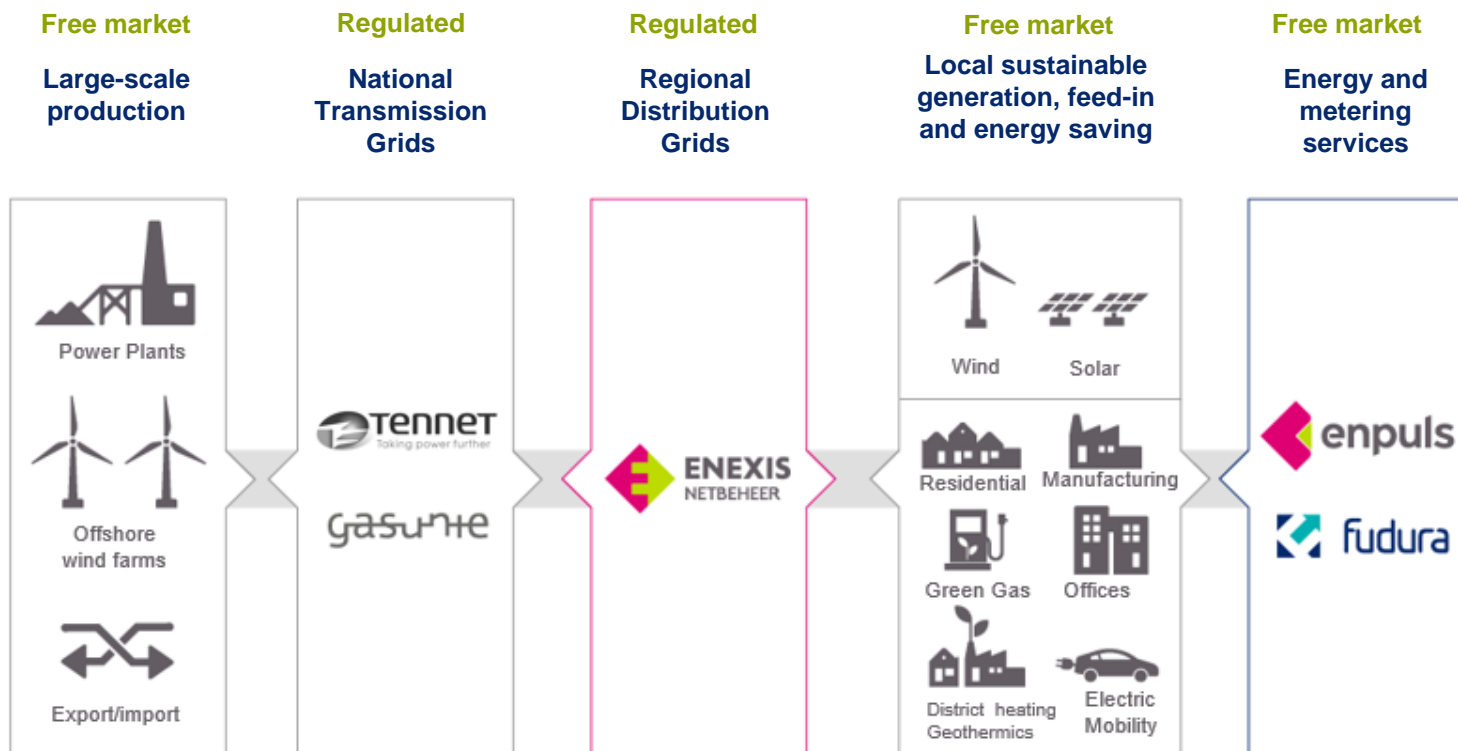 Free market
Large-scale
production
Power Plants
Offshore
wind farms
Export/import
Regulated
National
Transmission
Grids
TENNET
Taking power further
gasunie
Regulated
Regional
Distribution
Grids
ENEXIS
NETBEHEER
Free market
Local sustainable
generation, feed-in
and energy saving
Wind
Solar
Residential
Manufacturing
Green Gas
Offices
District heating
Geothermics
Electric
Mobility
Free market
Energy and
metering
services
enpuls
fudura